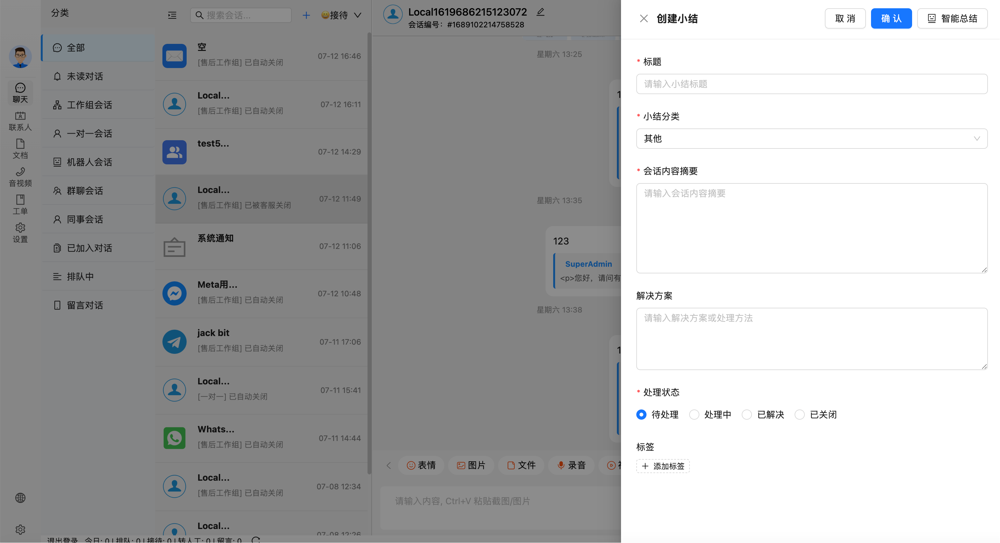 聊天
联系人
文档
音视频
工单
设置
分类
全部
未读对话
工作组会话
一对一会话
机器人会话
群聊会话
同事会话
已加入对话
排队中
留言对话
搜索会话...
😀接待
空
[售后工作组] 已自动关闭
07-12 16:46
Local...
[售后工作组] 已自动关闭
07-12 16:11
test5...
07-12 14:29
Local...
[售后工作组] 已被客服关闭
07-12 11:49
系统通知
07-12 11:06
Meta用...
[售后工作组] 已自动关闭
07-12 10:48
jack bit
[售后工作组] 已自动关闭
07-11 17:06
Local...
[一对一] 已自动关闭
07-11 15:41
Whats...
[售后工作组] 已自动关闭
07-11 14:44
Local...
[售后工作组] 已自动关闭
07-08 12:34
Local...
07-08 12:26
退出登录 今日: 0 | 排队: 0 | 接待: 0 | 转人工: 0 | 留言: 0
Local1619686215123072
会话编号：#1689102214758528
星期六 13:25
1
星期六 13:35
123
SuperAdmin
<p>您好，请问有
星期六 13:38
1
表情
图片
文件
录音
请输入内容, Ctrl+V 粘贴截图/图片
创建小结
取 消
确 认
智能总结
* 标题
请输入小结标题
* 小结分类
其他
* 会话内容摘要
请输入会话内容摘要
解决方案
请输入解决方案或处理方法
* 处理状态
待处理
处理中
已解决
已关闭
标签
+ 添加标签